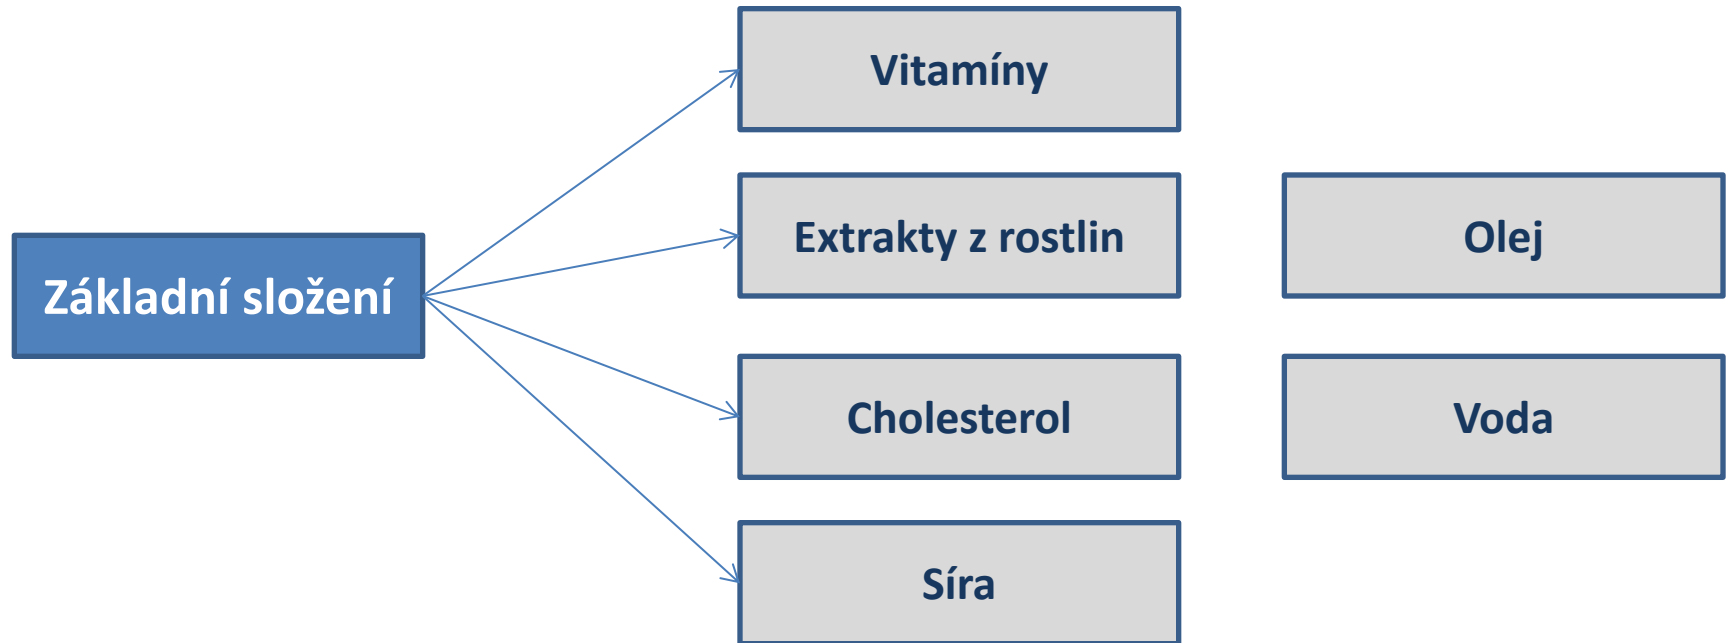 Základní složení
Vitamíny
Extrakty z rostlin
Cholesterol
Síra
Olej
Voda